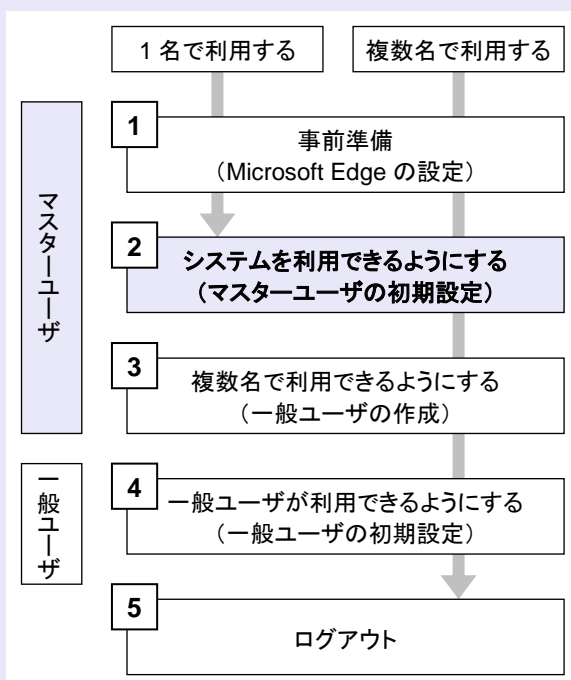 1 名で利用する
複数名で利用する
マスターユーザ
1
事前準備
（Microsoft Edge の設定）
2
システムを利用できるようにする
（マスターユーザの初期設定）
3
複数名で利用できるようにする
（一般ユーザの作成）
一般ユーザ
4
一般ユーザが利用できるようにする
（一般ユーザの初期設定）
5
ログアウト